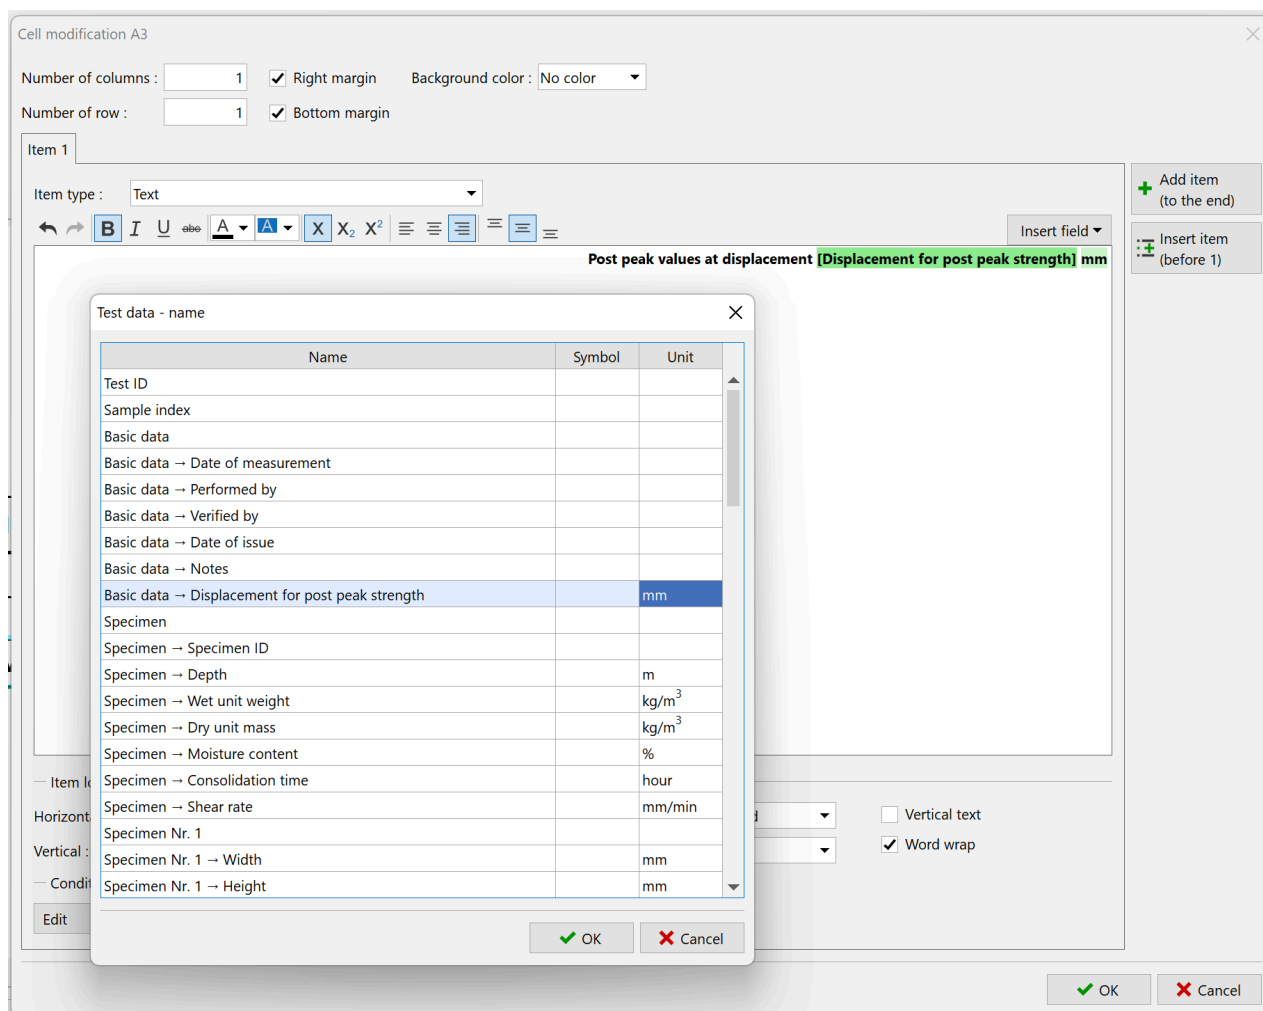 Cell modification A3
Number of columns : 1 Right margin Background color : No color
Number of row : 1 Bottom margin
Item 1
Item type : Text
Add item
(to the end)
B I U abc A A X X₂ X² Insert field
Insert item
(before 1)
Post peak values at displacement [Displacement for post peak strength] mm
Test data - name
Name Symbol Unit
Test ID
Sample index
Basic data
Basic data → Date of measurement
Basic data → Performed by
Basic data → Verified by
Basic data → Date of issue
Basic data → Notes
Basic data → Displacement for post peak strength mm
Specimen
Specimen → Specimen ID
Specimen → Depth m
Specimen → Wet unit weight kg/m³
Specimen → Dry unit mass kg/m³
Specimen → Moisture content %
Specimen → Consolidation time hour
Specimen → Shear rate mm/min
Specimen Nr. 1
Specimen Nr. 1 → Width mm
Specimen Nr. 1 → Height mm
OK Cancel
Item l
Horizont
Vertical :
Condit
Edit
Vertical text
Word wrap
OK Cancel